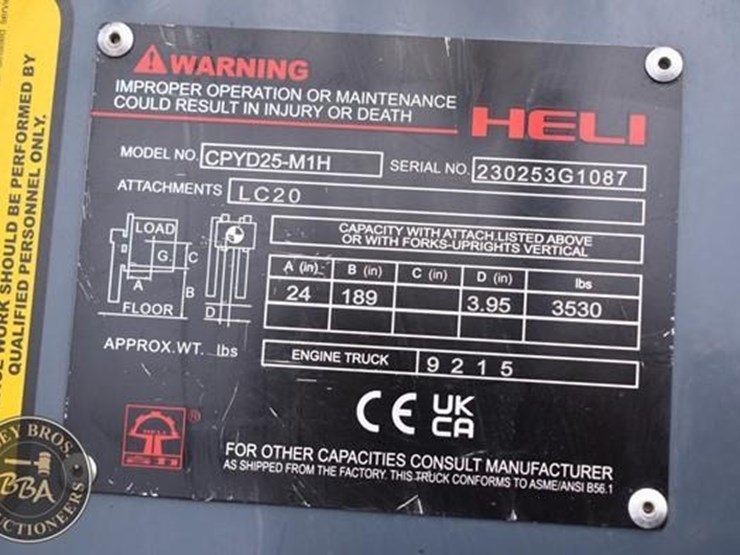 WORK SHOULD BE PERFORMED BY
QUALIFIED PERSONNEL ONLY.
WARNING
IMPROPER OPERATION OR MAINTENANCE
COULD RESULT IN INJURY OR DEATH
HELI
MODEL NO. CPYD25-M1H SERIAL NO. 230253G1087
ATTACHMENTS LC20
LOAD
G.
C
A
B
FLOOR
D
CAPACITY WITH ATTACH.LISTED ABOVE
OR WITH FORKS-UPRIGHTS VERTICAL
A (in) B (in) C (in) D (in) lbs
24 189 3.95 3530
APPROX.WT. lbs ENGINE TRUCK 9215
CE UK
CA
HELI
®
FOR OTHER CAPACITIES CONSULT MANUFACTURER
AS SHIPPED FROM THE FACTORY. THIS TRUCK CONFORMS TO ASME/ANSI B56.1
EY BROS.
BBA
CTIONEERS